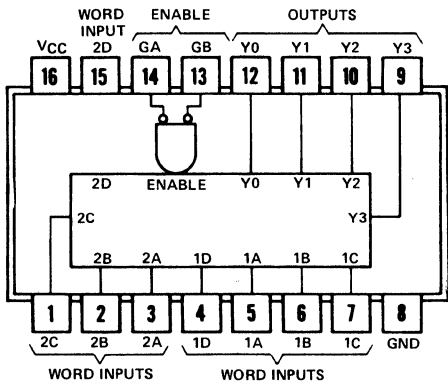 WORD INPUT ENABLE OUTPUTS
VCC 2D GA GB Y0 Y1 Y2 Y3
16 15 14 13 12 11 10 9
2D ENABLE Y0 Y1 Y2
2C Y3
2B 2A 1D 1A 1B 1C
1 2 3 4 5 6 7 8
2C 2B 2A 1D 1A 1B 1C GND
WORD INPUTS WORD INPUTS